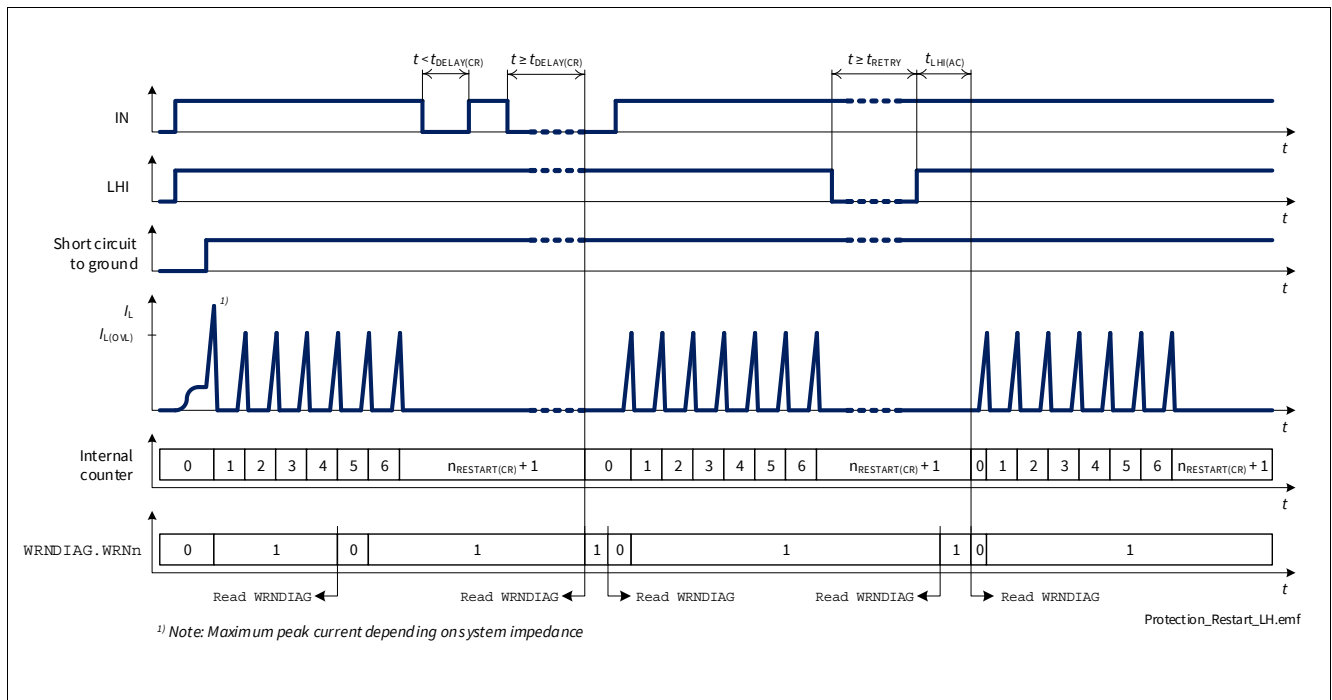 t < tDELAY(CR) t ≥ tDELAY(CR) t ≥ tRETRY tLHI(AC)
IN
t
LHI
t
Short circuit
to ground
t
1)
IL
IL(OVL)
t
Internal
counter
0 1 2 3 4 5 6 nRESTART(CR) + 1 0 1 2 3 4 5 6 nRESTART(CR) + 1 0 1 2 3 4 5 6 nRESTART(CR) + 1
t
WRNDIAG.WRNn 0 1 0 1 1 0 1 1 0 1
t
Read WRNDIAG Read WRNDIAG Read WRNDIAG Read WRNDIAG Read WRNDIAG
Protection_Restart_LH.emf
1) Note: Maximum peak current depending on system impedance